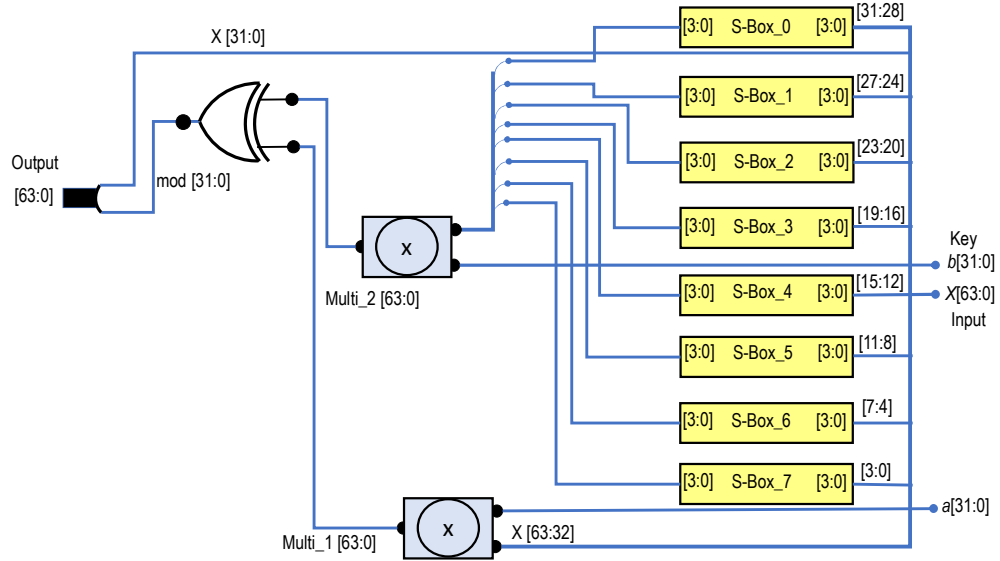 [31:28]
[3:0] S-Box_0 [3:0]
X [31:0]
[27:24]
[3:0] S-Box_1 [3:0]
[23:20]
[3:0] S-Box_2 [3:0]
Output
[63:0]
mod [31:0]
[19:16]
[3:0] S-Box_3 [3:0]
Key
b[31:0]
X
Multi_2 [63:0]
[15:12]
[3:0] S-Box_4 [3:0]
X[63:0]
Input
[11:8]
[3:0] S-Box_5 [3:0]
[7:4]
[3:0] S-Box_6 [3:0]
[3:0]
[3:0] S-Box_7 [3:0]
a[31:0]
X
Multi_1 [63:0]
X [63:32]